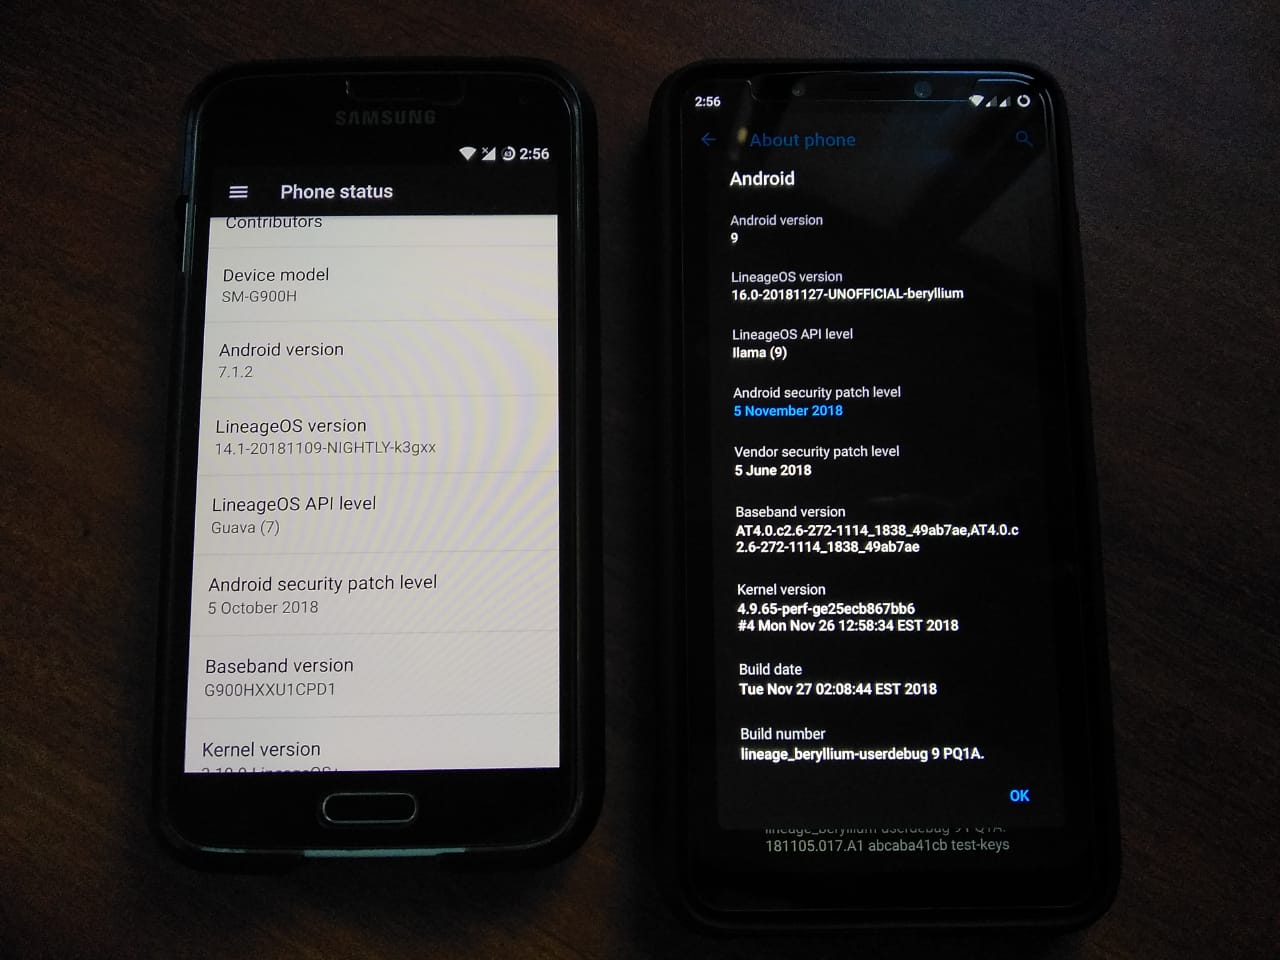 SAMSUNG
2:56
Phone status
Contributors
Device model
SM-G900H
Android version
7.1.2
LineageOS version
14.1-20181109-NIGHTLY-k3gxx
LineageOS API level
Guava (7)
Android security patch level
5 October 2018
Baseband version
G900HXXU1CPD1
Kernel version
2:56
About phone
Android
Android version
9
LineageOS version
16.0-20181127-UNOFFICIAL-beryllium
LineageOS API level
llama (9)
Android security patch level
5 November 2018
Vendor security patch level
5 June 2018
Baseband version
AT4.0.c2.6-272-1114_1838_49ab7ae,AT4.0.c
2.6-272-1114_1838_49ab7ae
Kernel version
4.9.65-perf-ge25ecb867bb6
#4 Mon Nov 26 12:58:34 EST 2018
Build date
Tue Nov 27 02:08:44 EST 2018
Build number
lineage_beryllium-userdebug 9 PQ1A.
OK
lineage_beryllium-userdebug 9 PQ1A.
181105.017.A1 abcaba41cb test-keys